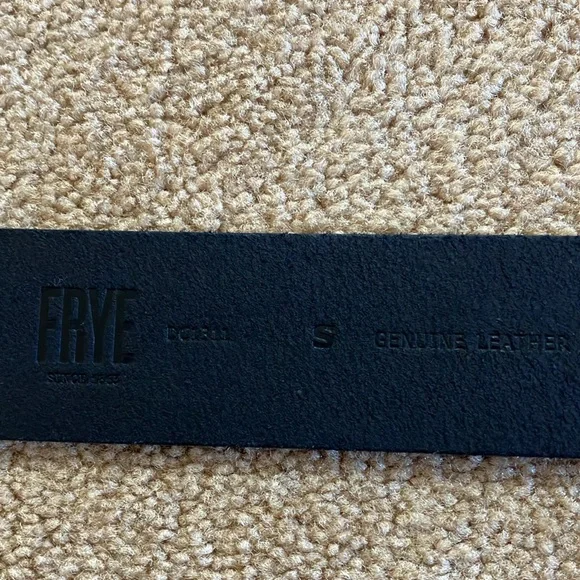 FRYE
SINCE 1863
S
GENUINE LEATHER